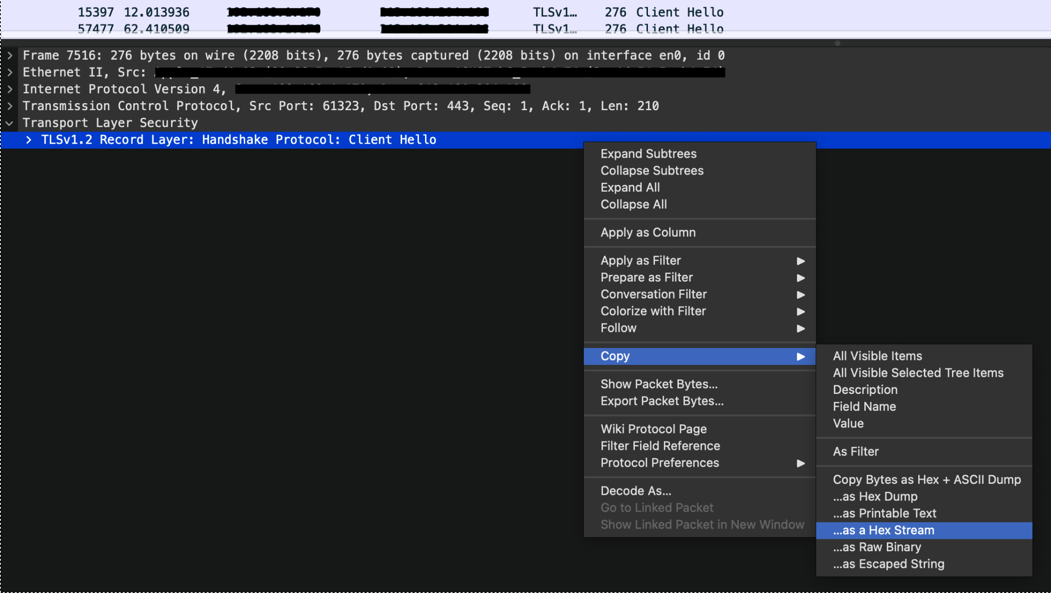 15397 12.013936 TLSv1… 276 Client Hello
57477 62.410509 TLSv1… 276 Client Hello
Frame 7516: 276 bytes on wire (2208 bits), 276 bytes captured (2208 bits) on interface en0, id 0
Ethernet II, Src:
Internet Protocol Version 4,
Transmission Control Protocol, Src Port: 61323, Dst Port: 443, Seq: 1, Ack: 1, Len: 210
Transport Layer Security
TLSv1.2 Record Layer: Handshake Protocol: Client Hello
Expand Subtrees
Collapse Subtrees
Expand All
Collapse All
Apply as Column
Apply as Filter
Prepare as Filter
Conversation Filter
Colorize with Filter
Follow
Copy
Show Packet Bytes...
Export Packet Bytes...
Wiki Protocol Page
Filter Field Reference
Protocol Preferences
Decode As...
Go to Linked Packet
Show Linked Packet in New Window
All Visible Items
All Visible Selected Tree Items
Description
Field Name
Value
As Filter
Copy Bytes as Hex + ASCII Dump
...as Hex Dump
...as Printable Text
...as a Hex Stream
...as Raw Binary
...as Escaped String